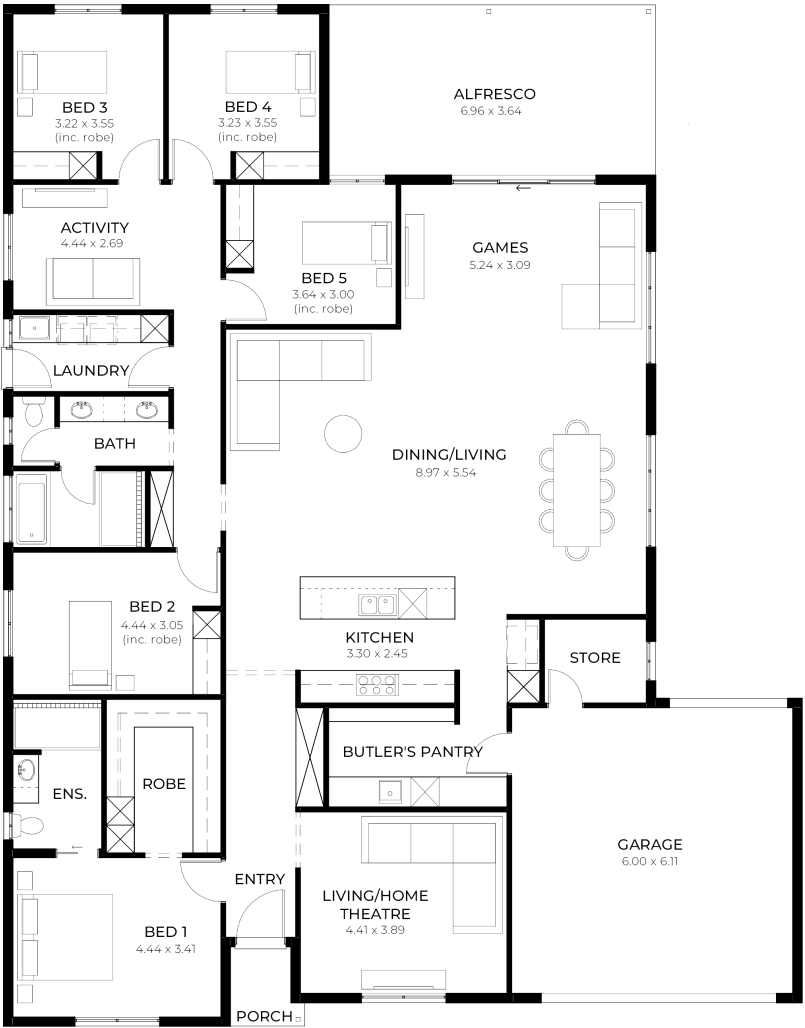 BED 3
3.22 x 3.55
(inc. robe)
BED 4
3.23 x 3.55
(inc. robe)
ALFRESCO
6.96 x 3.64
ACTIVITY
4.44 x 2.69
BED 5
3.64 x 3.00
(inc. robe)
GAMES
5.24 x 3.09
LAUNDRY
BATH
DINING/LIVING
8.97 x 5.54
BED 2
4.44 x 3.05
(inc. robe)
KITCHEN
3.30 x 2.45
STORE
BUTLER'S PANTRY
ENS.
ROBE
GARAGE
6.00 x 6.11
ENTRY
LIVING/HOME
THEATRE
4.41 x 3.89
BED 1
4.44 x 3.41
PORCH